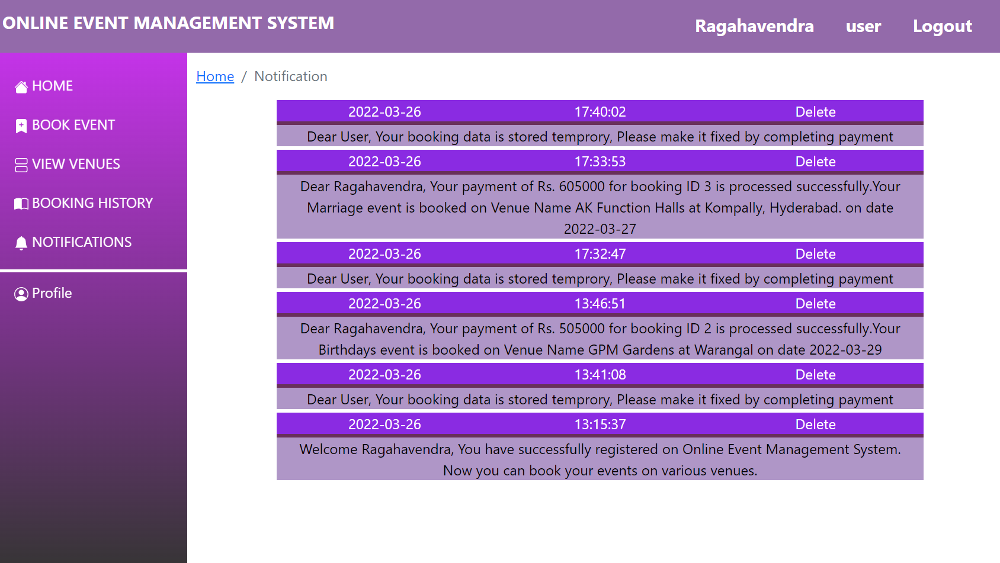 ONLINE EVENT MANAGEMENT SYSTEM
Ragahavendra user Logout
HOME
BOOK EVENT
VIEW VENUES
BOOKING HISTORY
NOTIFICATIONS
Profile
Home / Notification
2022-03-26 17:40:02 Delete
Dear User, Your booking data is stored temprory, Please make it fixed by completing payment
2022-03-26 17:33:53 Delete
Dear Ragahavendra, Your payment of Rs. 605000 for booking ID 3 is processed successfully.Your
Marriage event is booked on Venue Name AK Function Halls at Kompally, Hyderabad. on date
2022-03-27
2022-03-26 17:32:47 Delete
Dear User, Your booking data is stored temprory, Please make it fixed by completing payment
2022-03-26 13:46:51 Delete
Dear Ragahavendra, Your payment of Rs. 505000 for booking ID 2 is processed successfully.Your
Birthdays event is booked on Venue Name GPM Gardens at Warangal on date 2022-03-29
2022-03-26 13:41:08 Delete
Dear User, Your booking data is stored temprory, Please make it fixed by completing payment
2022-03-26 13:15:37 Delete
Welcome Ragahavendra, You have successfully registered on Online Event Management System.
Now you can book your events on various venues.